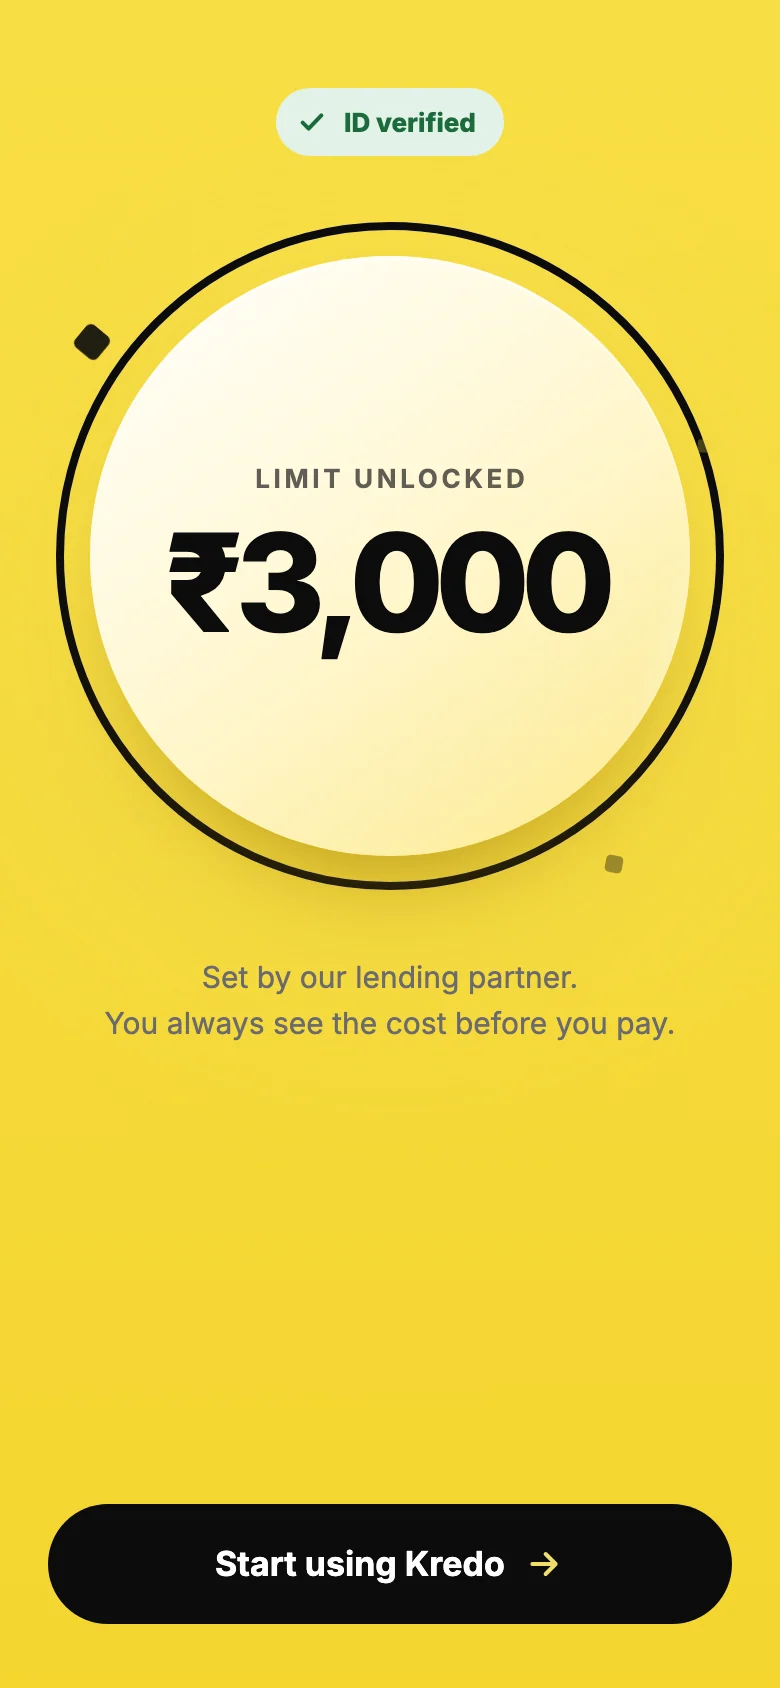 ID verified
LIMIT UNLOCKED
₹3,000
Set by our lending partner.
You always see the cost before you pay.
Start using Kredo